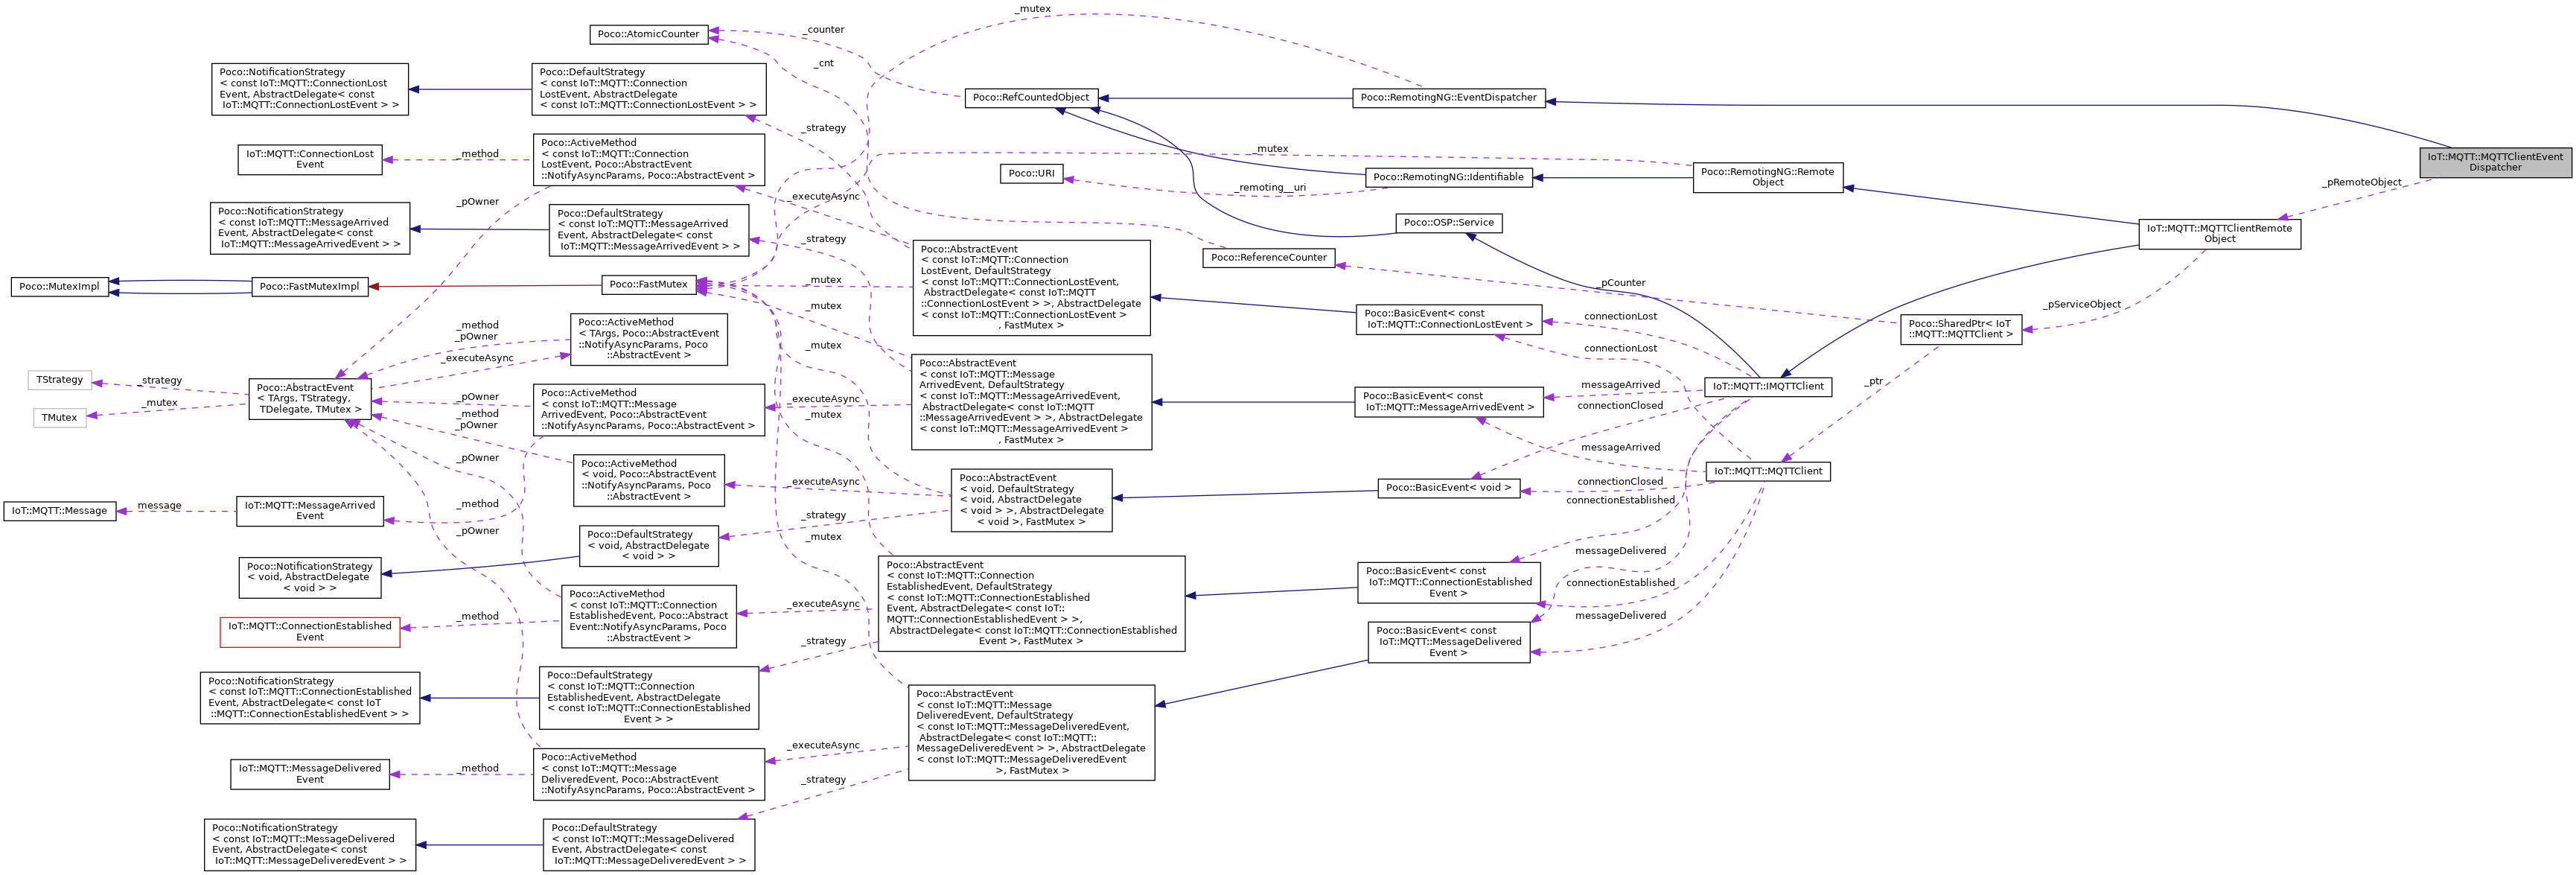 _mutex
Poco::AtomicCounter
_counter
_cnt
Poco::NotificationStrategy
< const IoT::MQTT::ConnectionLost
Event, AbstractDelegate< const
IoT::MQTT::ConnectionLostEvent > >
Poco::DefaultStrategy
< const IoT::MQTT::Connection
LostEvent, AbstractDelegate
< const IoT::MQTT::ConnectionLostEvent > >
Poco::RefCountedObject
Poco::RemotingNG::EventDispatcher
_strategy
IoT::MQTT::ConnectionLost
Event
_method
Poco::ActiveMethod
< const IoT::MQTT::Connection
LostEvent, Poco::AbstractEvent
::NotifyAsyncParams, Poco::AbstractEvent >
_mutex
IoT::MQTT::MQTTClientEvent
Dispatcher
Poco::URI
_remoting__uri
Poco::RemotingNG::Identifiable
Poco::RemotingNG::Remote
Object
_pRemoteObject
_pOwner
_executeAsync
Poco::NotificationStrategy
< const IoT::MQTT::MessageArrived
Event, AbstractDelegate< const
IoT::MQTT::MessageArrivedEvent > >
Poco::DefaultStrategy
< const IoT::MQTT::MessageArrived
Event, AbstractDelegate< const
IoT::MQTT::MessageArrivedEvent > >
_strategy
Poco::OSP::Service
IoT::MQTT::MQTTClientRemote
Object
Poco::AbstractEvent
< const IoT::MQTT::Connection
LostEvent, DefaultStrategy
< const IoT::MQTT::ConnectionLostEvent,
AbstractDelegate< const IoT::MQTT
::ConnectionLostEvent > >, AbstractDelegate
< const IoT::MQTT::ConnectionLostEvent >
, FastMutex >
Poco::ReferenceCounter
Poco::MutexImpl
Poco::FastMutexImpl
Poco::FastMutex
_mutex
_pCounter
_pServiceObject
_mutex
Poco::BasicEvent< const
IoT::MQTT::ConnectionLostEvent >
connectionLost
Poco::SharedPtr< IoT
::MQTT::MQTTClient >
_method
_pOwner
_executeAsync
Poco::ActiveMethod
< TArgs, Poco::AbstractEvent
::NotifyAsyncParams, Poco
::AbstractEvent >
_mutex
connectionLost
_ptr
TStrategy
_strategy
TMutex
_mutex
Poco::AbstractEvent
< TArgs, TStrategy,
TDelegate, TMutex >
Poco::AbstractEvent
< const IoT::MQTT::Message
ArrivedEvent, DefaultStrategy
< const IoT::MQTT::MessageArrivedEvent,
AbstractDelegate< const IoT::MQTT
::MessageArrivedEvent > >, AbstractDelegate
< const IoT::MQTT::MessageArrivedEvent >
, FastMutex >
messageArrived
IoT::MQTT::IMQTTClient
_pOwner
Poco::ActiveMethod
< const IoT::MQTT::Message
ArrivedEvent, Poco::AbstractEvent
::NotifyAsyncParams, Poco::AbstractEvent >
_executeAsync
Poco::BasicEvent< const
IoT::MQTT::MessageArrivedEvent >
connectionClosed
_method
_pOwner
_mutex
messageArrived
_pOwner
Poco::ActiveMethod
< void, Poco::AbstractEvent
::NotifyAsyncParams, Poco
::AbstractEvent >
_executeAsync
Poco::AbstractEvent
< void, DefaultStrategy
< void, AbstractDelegate
< void > >, AbstractDelegate
< void >, FastMutex >
Poco::BasicEvent< void >
connectionClosed
IoT::MQTT::MQTTClient
IoT::MQTT::Message
message
IoT::MQTT::MessageArrived
Event
_method
connectionEstablished
_strategy
_pOwner
Poco::DefaultStrategy
< void, AbstractDelegate
< void > >
_mutex
messageDelivered
Poco::NotificationStrategy
< void, AbstractDelegate
< void > >
Poco::AbstractEvent
< const IoT::MQTT::Connection
EstablishedEvent, DefaultStrategy
< const IoT::MQTT::ConnectionEstablished
Event, AbstractDelegate< const IoT::
MQTT::ConnectionEstablishedEvent > >,
AbstractDelegate< const IoT::MQTT::ConnectionEstablished
Event >, FastMutex >
Poco::BasicEvent< const
IoT::MQTT::ConnectionEstablished
Event >
connectionEstablished
IoT::MQTT::ConnectionEstablished
Event
_method
Poco::ActiveMethod
< const IoT::MQTT::Connection
EstablishedEvent, Poco::Abstract
Event::NotifyAsyncParams, Poco
::AbstractEvent >
_executeAsync
messageDelivered
_strategy
Poco::BasicEvent< const
IoT::MQTT::MessageDelivered
Event >
Poco::NotificationStrategy
< const IoT::MQTT::ConnectionEstablished
Event, AbstractDelegate< const IoT
::MQTT::ConnectionEstablishedEvent > >
Poco::DefaultStrategy
< const IoT::MQTT::Connection
EstablishedEvent, AbstractDelegate
< const IoT::MQTT::ConnectionEstablished
Event > >
Poco::AbstractEvent
< const IoT::MQTT::Message
DeliveredEvent, DefaultStrategy
< const IoT::MQTT::MessageDeliveredEvent,
AbstractDelegate< const IoT::MQTT::
MessageDeliveredEvent > >, AbstractDelegate
< const IoT::MQTT::MessageDeliveredEvent
>, FastMutex >
IoT::MQTT::MessageDelivered
Event
_method
Poco::ActiveMethod
< const IoT::MQTT::Message
DeliveredEvent, Poco::AbstractEvent
::NotifyAsyncParams, Poco::AbstractEvent >
_executeAsync
_strategy
Poco::NotificationStrategy
< const IoT::MQTT::MessageDelivered
Event, AbstractDelegate< const
IoT::MQTT::MessageDeliveredEvent > >
Poco::DefaultStrategy
< const IoT::MQTT::MessageDelivered
Event, AbstractDelegate< const
IoT::MQTT::MessageDeliveredEvent > >